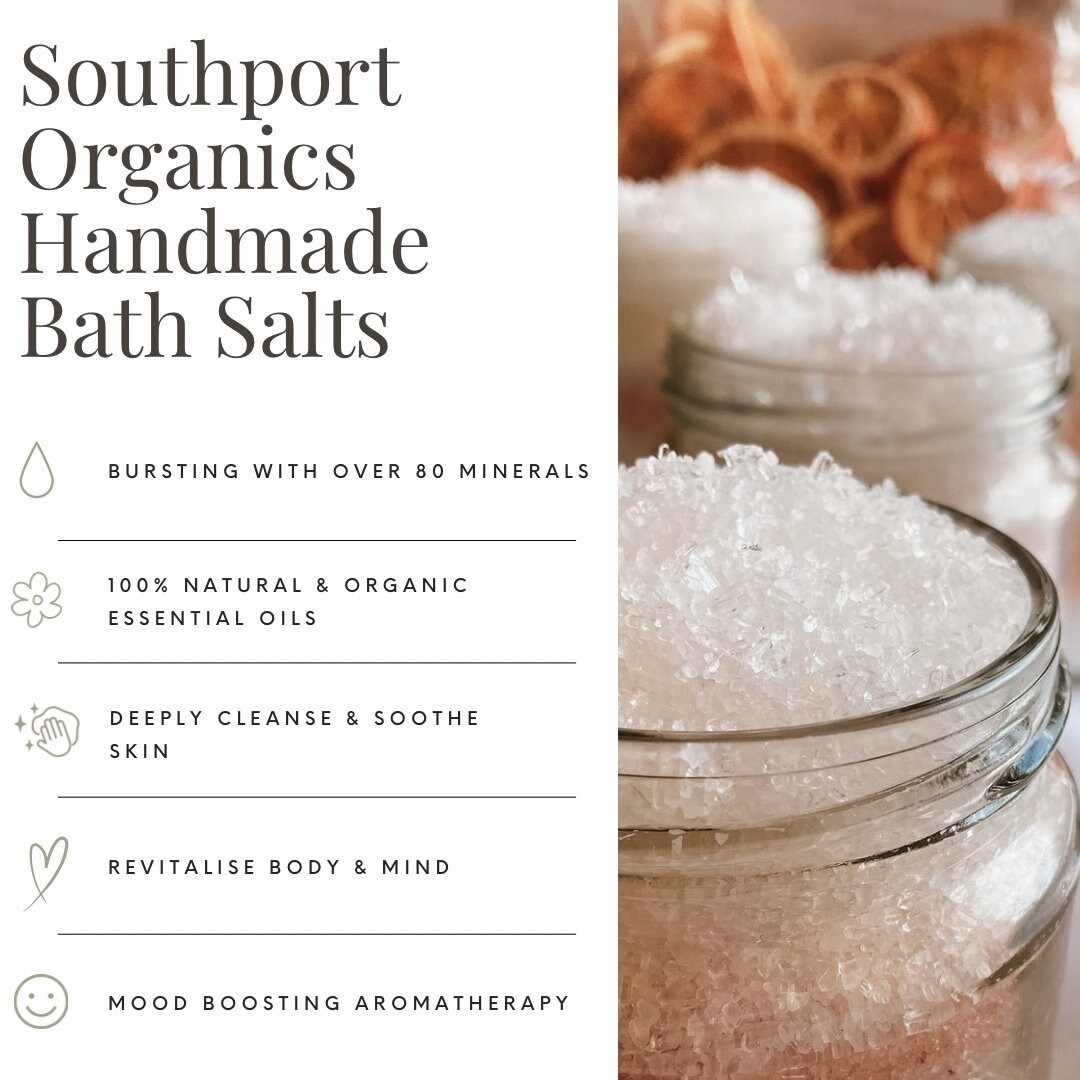 Southport
Organics
Handmade
Bath Salts
BURSTING WITH OVER 80 MINERALS
100% NATURAL & ORGANIC
ESSENTIAL OILS
DEEPLY CLEANSE & SOOTHE
SKIN
REVITALISE BODY & MIND
MOOD BOOSTING AROMATHERAPY